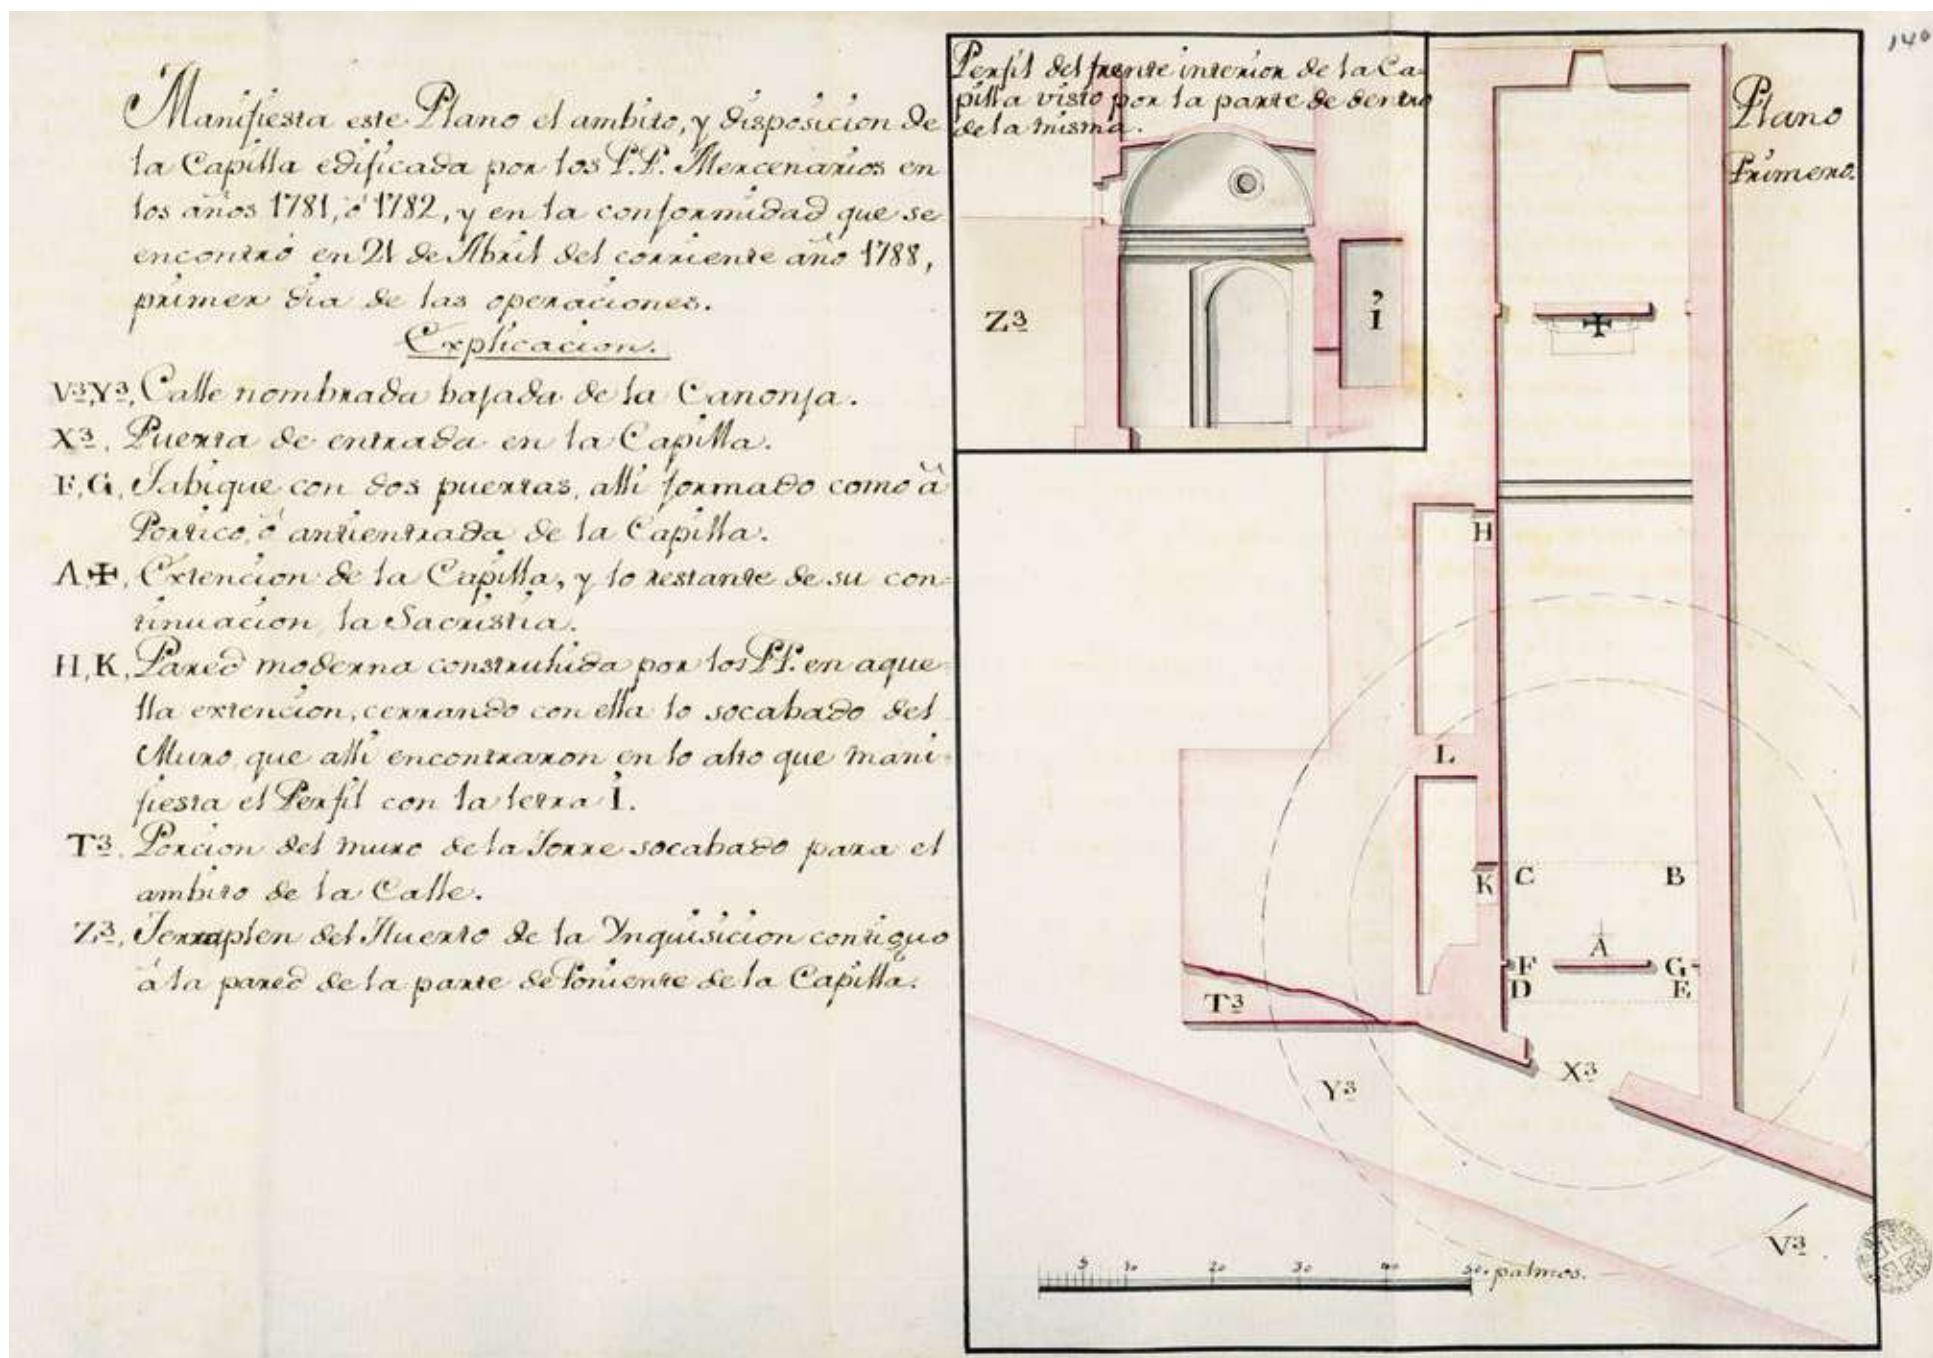 Manifiesta este Plano el ambito, y disposicion de
la Capilla edificada por los P.P. Mercenarios en
los años 1781, ó 1782, y en la conformidad que se
encontró en 21 de Abril del corriente año 1788,
primer dia de las operaciones.
Explicacion.
V3, Y3, Calle nombrada bajada de la Canonja.
X3. Puerta de entrada en la Capilla.
F, G, Tabique con dos puertas, alli formado como â
Portico, ó antientrada de la Capilla.
A ✠, Extencion de la Capilla, y lo restante de su con=
tinuacion la Sacristia.
H, K, Pared moderna construhida por los PP. en aque=
lla extencion, cerrando con ella lo socabado del
Muro que alli encontraron en lo alto que mani=
fiesta el Perfil con la letra I.
T3. Porcion del muro de la Torre socabado para el
ambito de la Calle.
Z3. Terraplen del Huerto de la Ynquisicion contiguo
á la pared de la parte de Poniente de la Capilla.
Perfil del frente interior de la Ca=
pilla visto por la parte de dentro
de la misma.
Z3
I
Plano
Primero.
140
✠
H
L
K
C
B
A
F
G
D
E
T3
X3
Y3
V3
5 10 20 30 40 50. palmos.